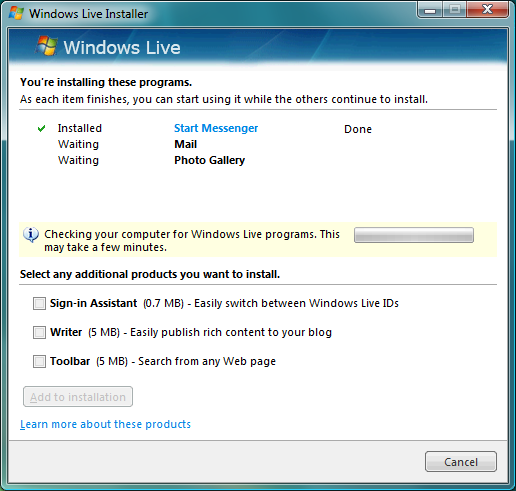 Windows Live Installer
Windows Live
You're installing these programs.
As each item finishes, you can start using it while the others continue to install.
Installed Start Messenger Done
Waiting Mail
Waiting Photo Gallery
Checking your computer for Windows Live programs. This
may take a few minutes.
Select any additional products you want to install.
Sign-in Assistant (0.7 MB) - Easily switch between Windows Live IDs
Writer (5 MB) - Easily publish rich content to your blog
Toolbar (5 MB) - Search from any Web page
Add to installation
Learn more about these products
Cancel